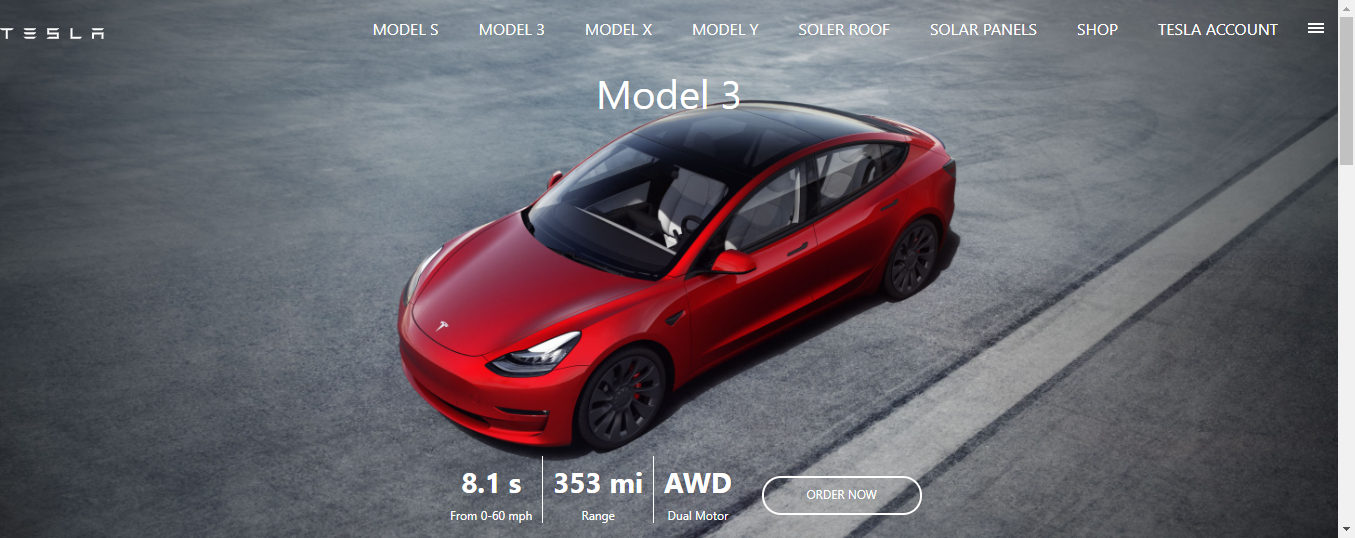 TESLA MODEL S MODEL 3 MODEL X MODEL Y SOLER ROOF SOLAR PANELS SHOP TESLA ACCOUNT
Model 3
8.1 s 353 mi AWD
From 0-60 mph Range Dual Motor ORDER NOW